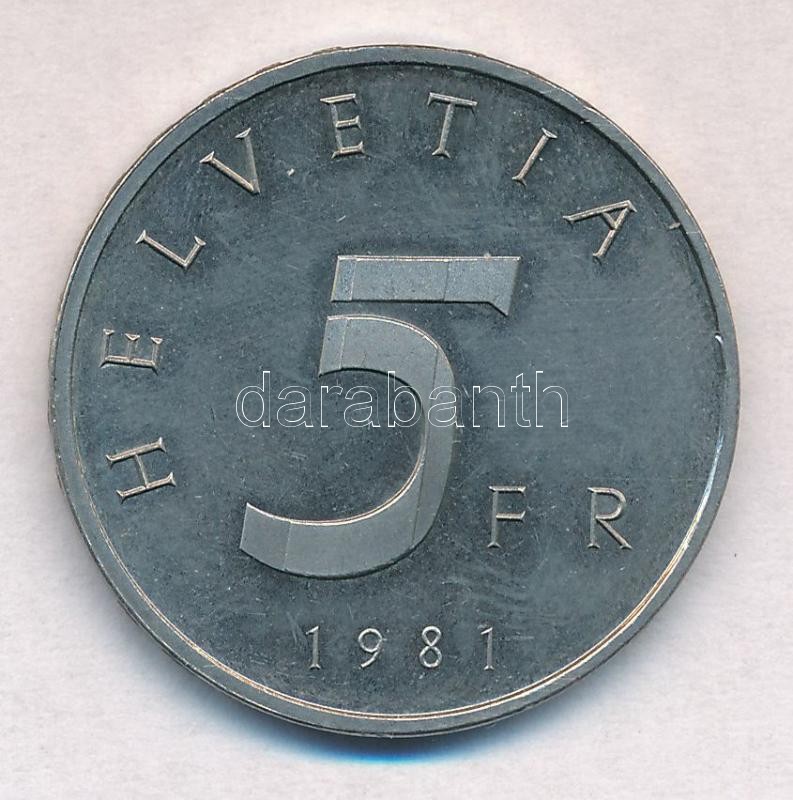 HELVETIA
5
FR
1981
darabanth